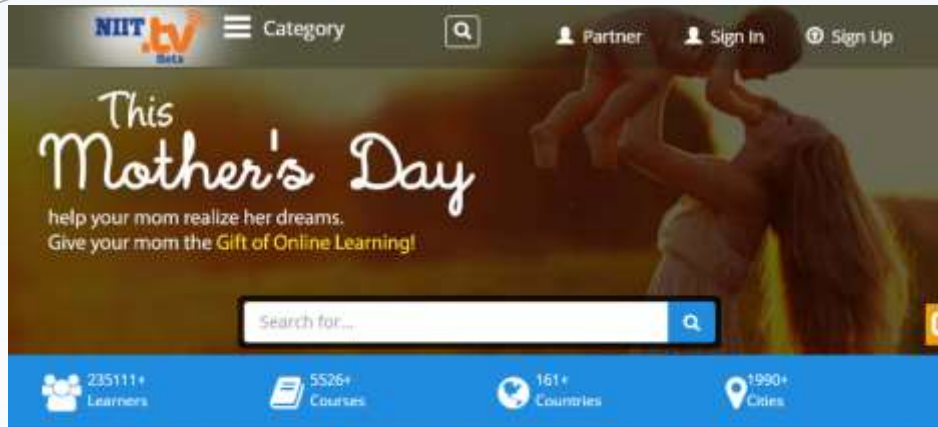 NIIT.tv
Beta
Category
Partner
Sign In
Sign Up
This
Mother's Day
help your mom realize her dreams.
Give your mom the Gift of Online Learning!
Search for...
235111+
Learners
5526+
Courses
161+
Countries
1990+
Cities